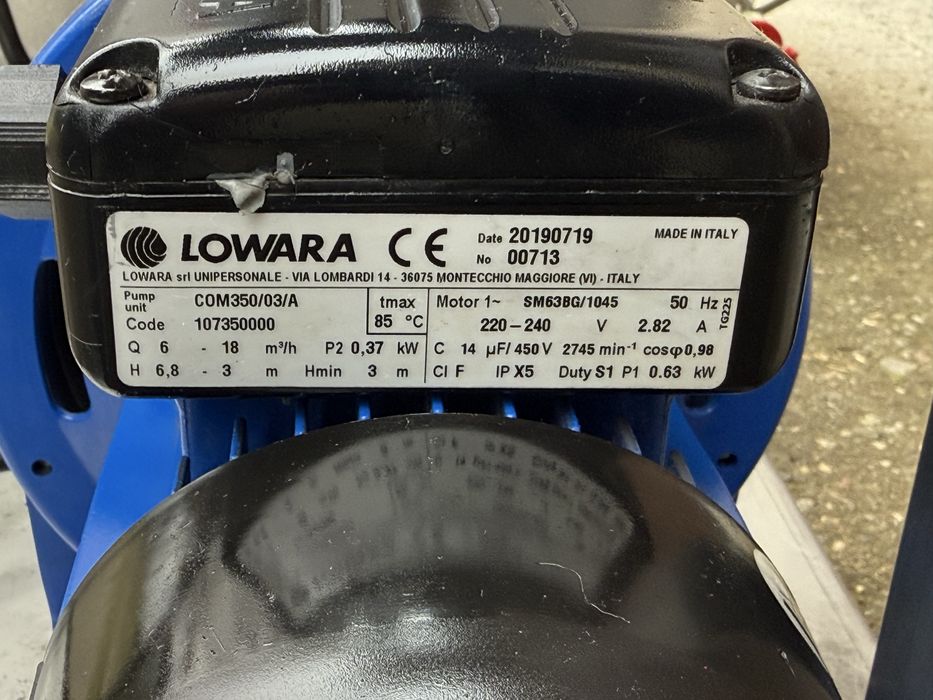 LOWARA CE Date 20190719 MADE IN ITALY
No 00713
LOWARA srl UNIPERSONALE - VIA LOMBARDI 14 - 36075 MONTECCHIO MAGGIORE (VI) - ITALY
Pump unit COM350/03/A
Code 107350000
tmax
85 °C
Q 6 - 18 m³/h P2 0,37 kW
H 6,8 - 3 m Hmin 3 m
Motor 1~ SM63BG/1045 50 Hz
220-240 V 2.82 A
C 14 µF/ 450 V 2745 min⁻¹ cosφ 0,98
Cl F IP X5 Duty S1 P1 0.63 kW
TG225